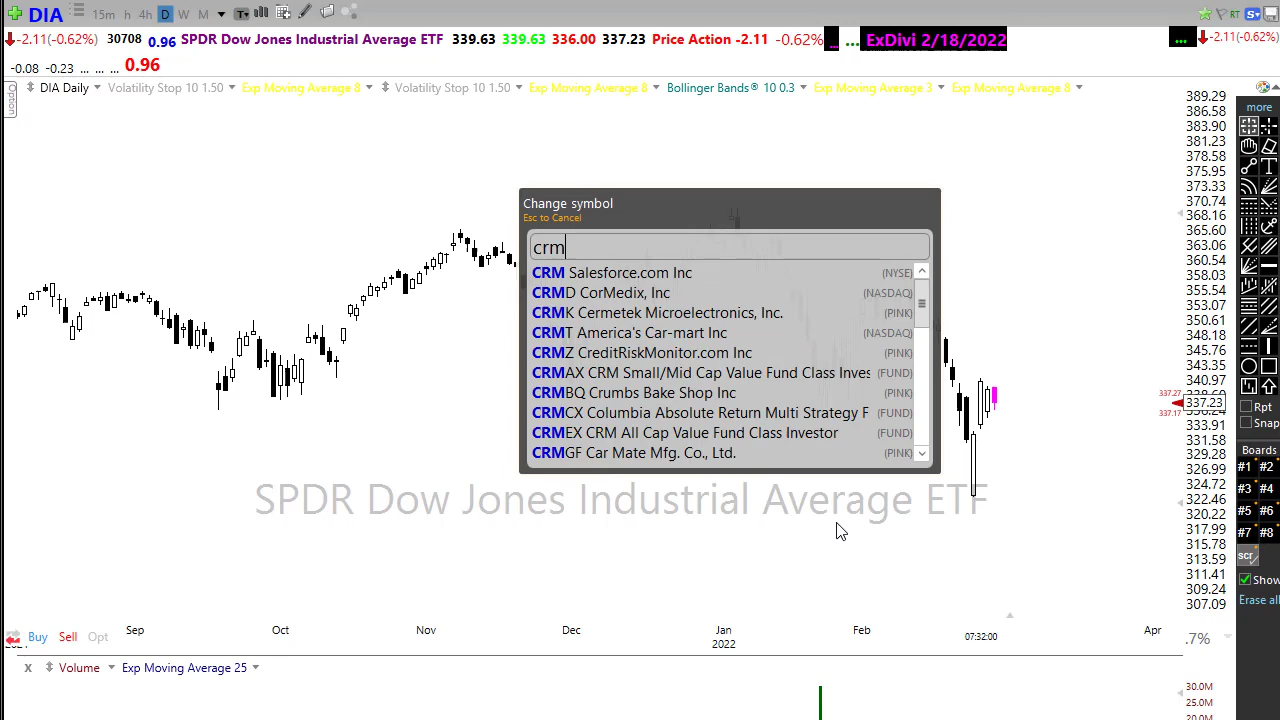 DIA 15m h 4h D W M T RT S
-2.11(-0.62%) 30708 0.96 SPDR Dow Jones Industrial Average ETF 339.63 339.63 336.00 337.23 Price Action -2.11 -0.62% ... ... ExDivi 2/18/2022 ... -2.11(-0.62%)
-0.08 -0.23 ... ... 0.96
DIA Daily Volatility Stop 10 1.50 Exp Moving Average 8 Volatility Stop 10 1.50 Exp Moving Average 8 Bollinger Bands® 10 0.3 Exp Moving Average 3 Exp Moving Average 8
Option
Change symbol
Esc to Cancel
crm
CRM Salesforce.com Inc (NYSE)
CRMD CorMedix, Inc (NASDAQ)
CRMK Cermetek Microelectronics, Inc. (PINK)
CRMT America's Car-mart Inc (NASDAQ)
CRMZ CreditRiskMonitor.com Inc (PINK)
CRMAX CRM Small/Mid Cap Value Fund Class Inves (FUND)
CRMBQ Crumbs Bake Shop Inc (PINK)
CRMCX Columbia Absolute Return Multi Strategy F (FUND)
CRMEX CRM All Cap Value Fund Class Investor (FUND)
CRMGF Car Mate Mfg. Co., Ltd. (PINK)
SPDR Dow Jones Industrial Average ETF
389.29
386.58
383.90
381.23
378.58
375.95
373.33
370.74
368.16
365.60
363.06
360.54
358.03
355.54
353.07
350.61
348.18
345.76
343.35
340.97
337.27
337.23
337.17
333.91
331.58
329.28
326.99
324.72
322.46
320.22
317.99
315.78
313.59
311.41
309.24
307.09
more
Rpt
Snap
Boards
#1 #2
#3 #4
#5 #6
#7 #8
scr
Show
Erase all
Buy Sell Opt
Sep Oct Nov Dec Jan Feb 07:32:00 Apr
2022
.7%
x Volume Exp Moving Average 25
30.0M
25.0M
20.0M